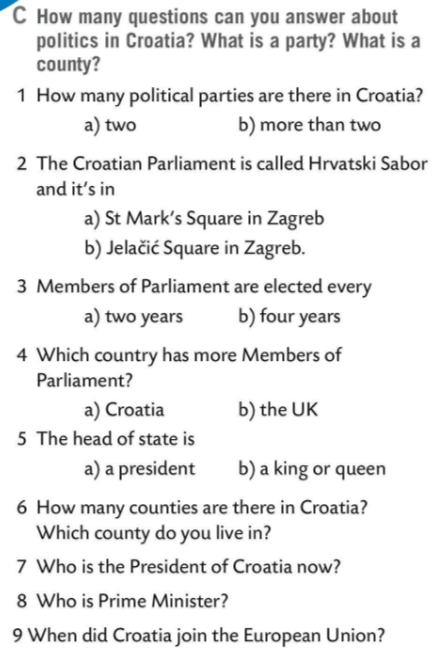 C How many questions can you answer about
politics in Croatia? What is a party? What is a
county?
1 How many political parties are there in Croatia?
a) two b) more than two
2 The Croatian Parliament is called Hrvatski Sabor
and it's in
a) St Mark's Square in Zagreb
b) Jelačić Square in Zagreb.
3 Members of Parliament are elected every
a) two years b) four years
4 Which country has more Members of
Parliament?
a) Croatia b) the UK
5 The head of state is
a) a president b) a king or queen
6 How many counties are there in Croatia?
Which county do you live in?
7 Who is the President of Croatia now?
8 Who is Prime Minister?
9 When did Croatia join the European Union?